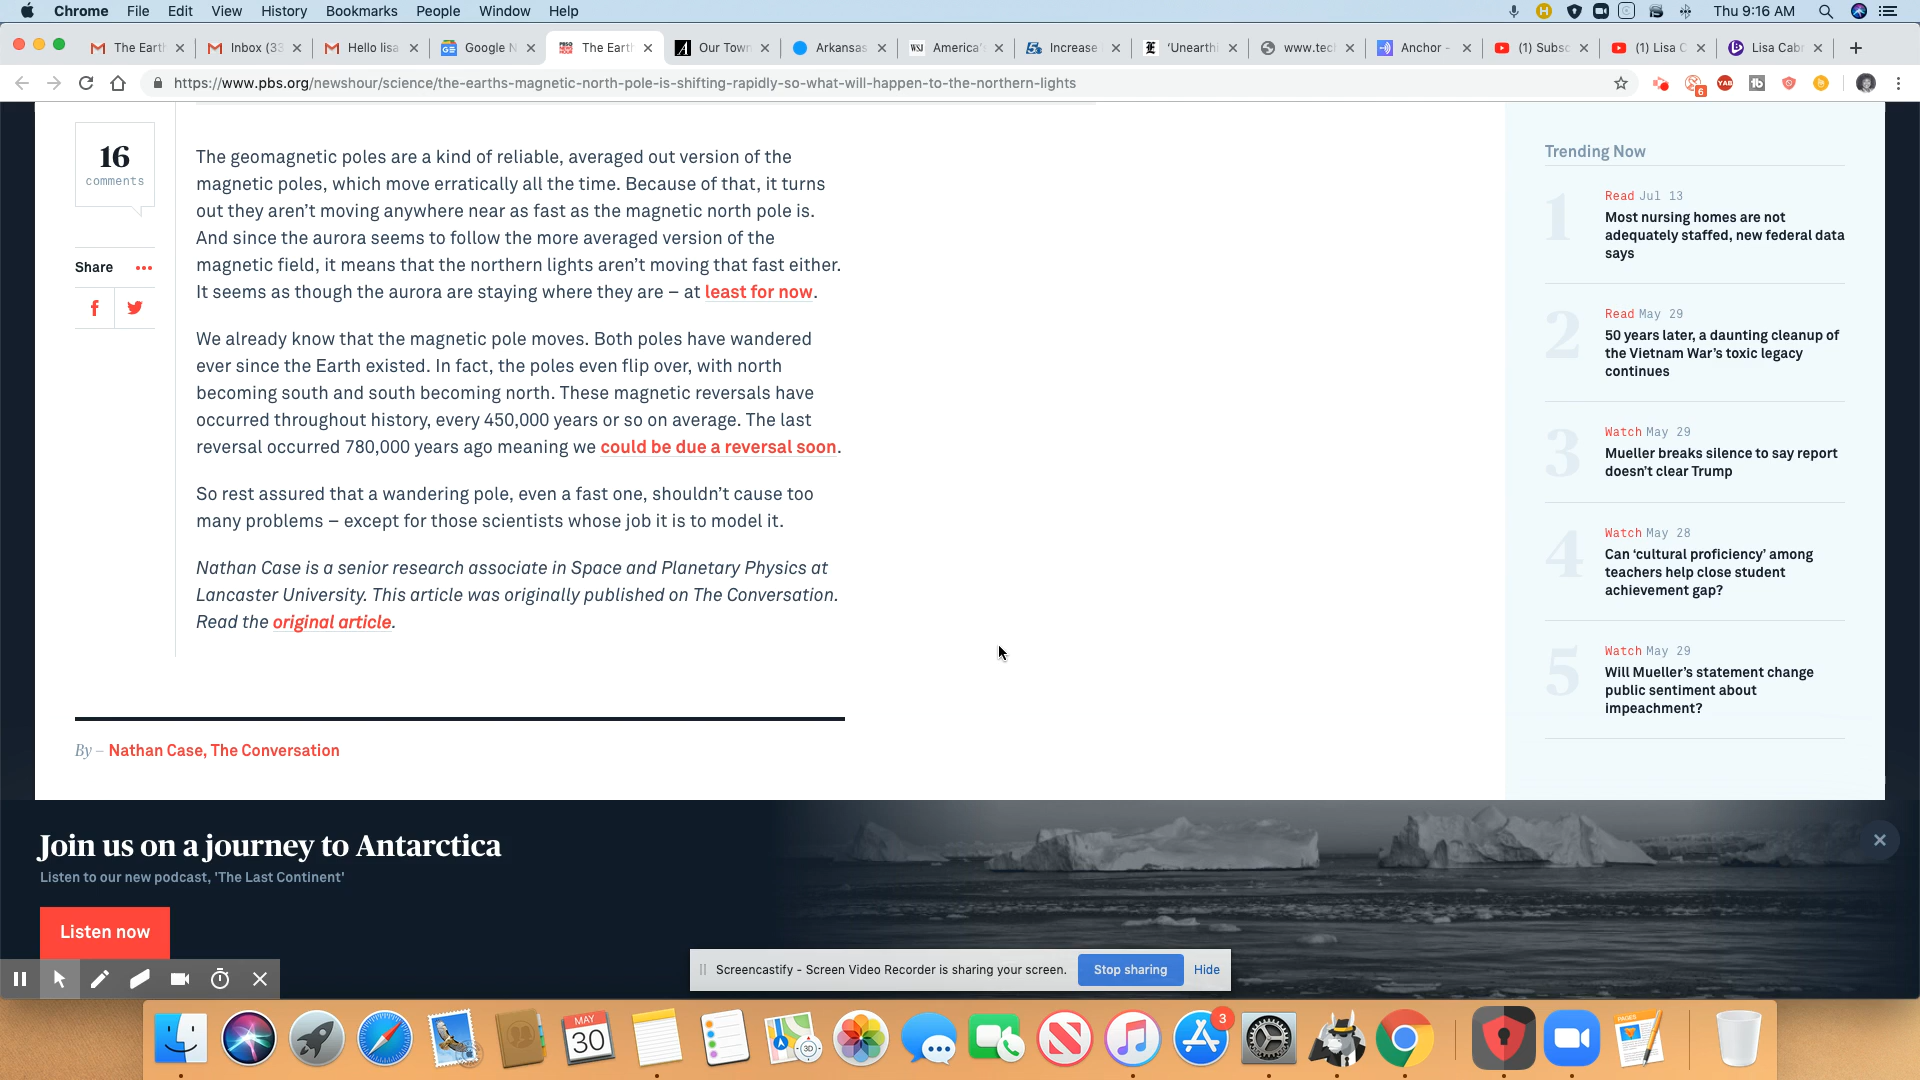 Chrome File Edit View History Bookmarks People Window Help Thu 9:16 AM
The Earth Inbox (33 Hello lisa Google N The Earth Our Town Arkansas America's Increase 'Unearthi www.tec Anchor - (1) Subsc (1) Lisa C Lisa Cabr
https://www.pbs.org/newshour/science/the-earths-magnetic-north-pole-is-shifting-rapidly-so-what-will-happen-to-the-northern-lights
16
comments
Share
The geomagnetic poles are a kind of reliable, averaged out version of the
magnetic poles, which move erratically all the time. Because of that, it turns
out they aren't moving anywhere near as fast as the magnetic north pole is.
And since the aurora seems to follow the more averaged version of the
magnetic field, it means that the northern lights aren't moving that fast either.
It seems as though the aurora are staying where they are – at least for now.
We already know that the magnetic pole moves. Both poles have wandered
ever since the Earth existed. In fact, the poles even flip over, with north
becoming south and south becoming north. These magnetic reversals have
occurred throughout history, every 450,000 years or so on average. The last
reversal occurred 780,000 years ago meaning we could be due a reversal soon.
So rest assured that a wandering pole, even a fast one, shouldn't cause too
many problems – except for those scientists whose job it is to model it.
Nathan Case is a senior research associate in Space and Planetary Physics at
Lancaster University. This article was originally published on The Conversation.
Read the original article.
By – Nathan Case, The Conversation
Trending Now
1
Read Jul 13
Most nursing homes are not
adequately staffed, new federal data
says
2
Read May 29
50 years later, a daunting cleanup of
the Vietnam War's toxic legacy
continues
3
Watch May 29
Mueller breaks silence to say report
doesn't clear Trump
4
Watch May 28
Can 'cultural proficiency' among
teachers help close student
achievement gap?
5
Watch May 29
Will Mueller's statement change
public sentiment about
impeachment?
Join us on a journey to Antarctica
Listen to our new podcast, 'The Last Continent'
Listen now
Screencastify - Screen Video Recorder is sharing your screen. Stop sharing Hide
MAY
30
3D
3
PAGES